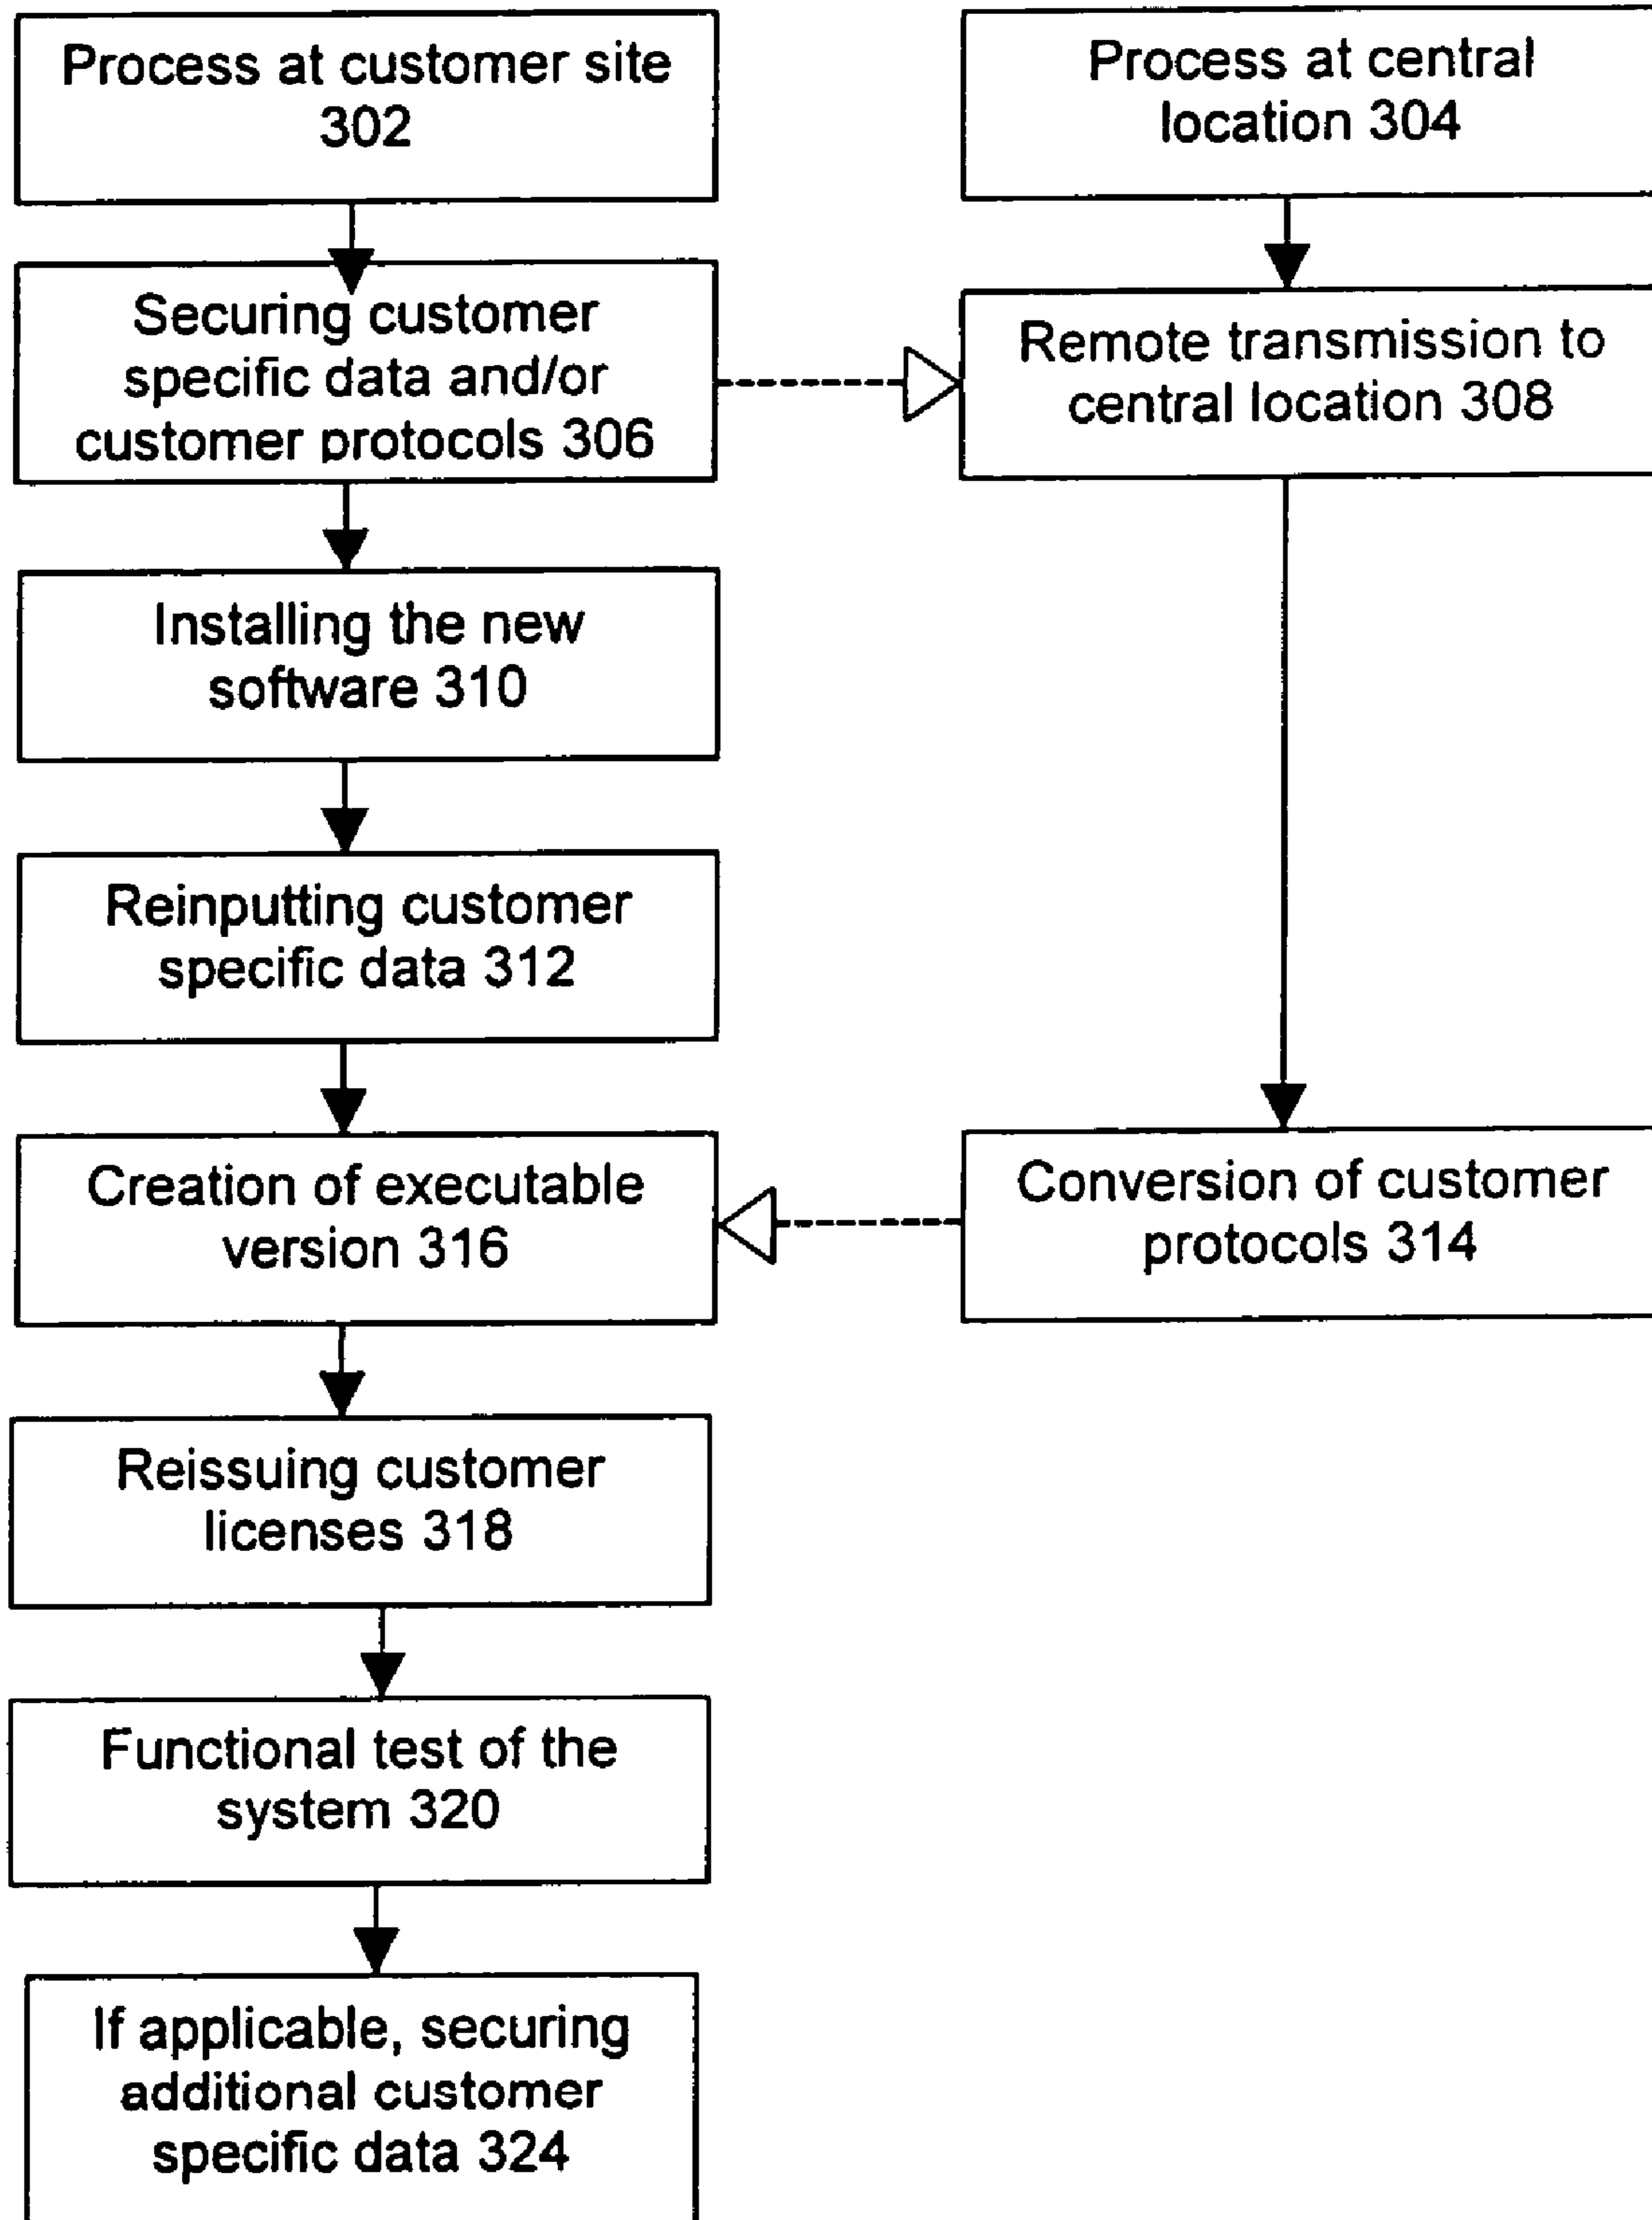 Process at customer site
302
Process at central
location 304
Securing customer
specific data and/or
customer protocols 306
Remote transmission to
central location 308
Installing the new
software 310
Reinputting customer
specific data 312
Creation of executable
version 316
Conversion of customer
protocols 314
Reissuing customer
licenses 318
Functional test of the
system 320
If applicable, securing
additional customer
specific data 324